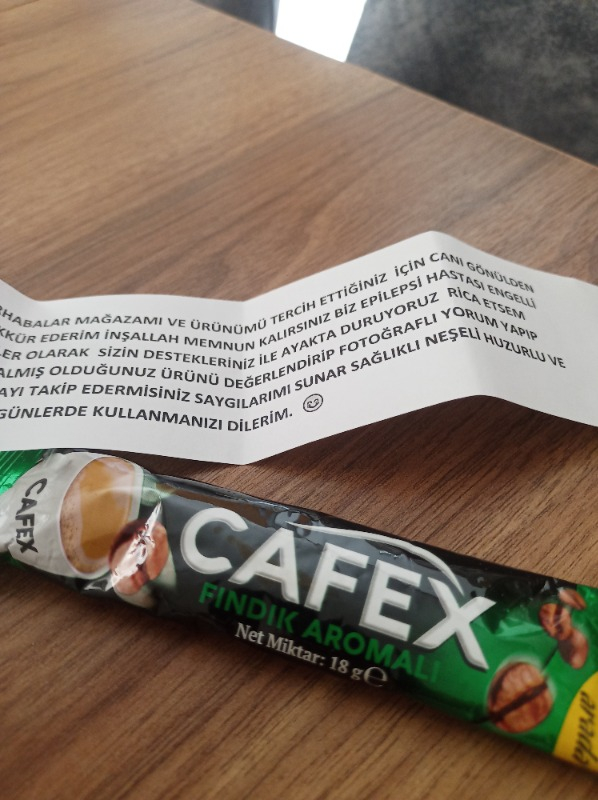 RHABALAR MAĞAZAMI VE ÜRÜNÜMÜ TERCİH ETTİĞİNİZ İÇİN CANI GÖNÜLDEN
KKÜR EDERİM İNŞALLAH MEMNUN KALIRSINIZ BİZ EPİLEPSİ HASTASI ENGELLİ
ER OLARAK SİZİN DESTEKLERİNİZ İLE AYAKTA DURUYORUZ RİCA ETSEM
ALMIŞ OLDUĞUNUZ ÜRÜNÜ DEĞERLENDİRİP FOTOĞRAFLI YORUM YAPIP
AYI TAKİP EDERMİSİNİZ SAYGILARIMI SUNAR SAĞLIKLI NEŞELİ HUZURLU VE
GÜNLERDE KULLANMANIZI DİLERİM.
CAFEX
CAFEX
FINDIK AROMALI
Net Miktar: 18 g℮